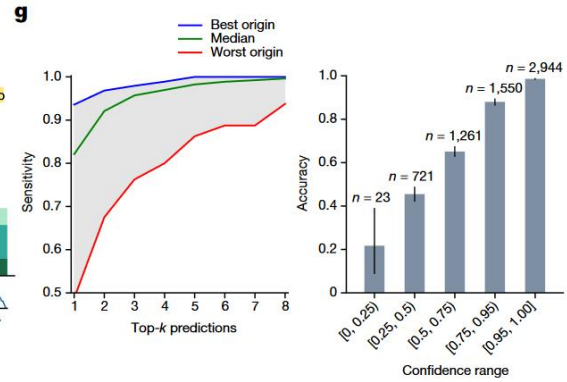 g
Best origin
Median
Worst origin
1.0
0.9
0.8
0.7
0.6
0.5
Sensitivity
1 2 3 4 5 6 7 8
Top-k predictions
1.0
0.8
0.6
0.4
0.2
0
Accuracy
n = 23
n = 721
n = 1,261
n = 1,550
n = 2,944
[0, 0.25)
[0.25, 0.5)
[0.5, 0.75)
[0.75, 0.95)
[0.95, 1.00]
Confidence range